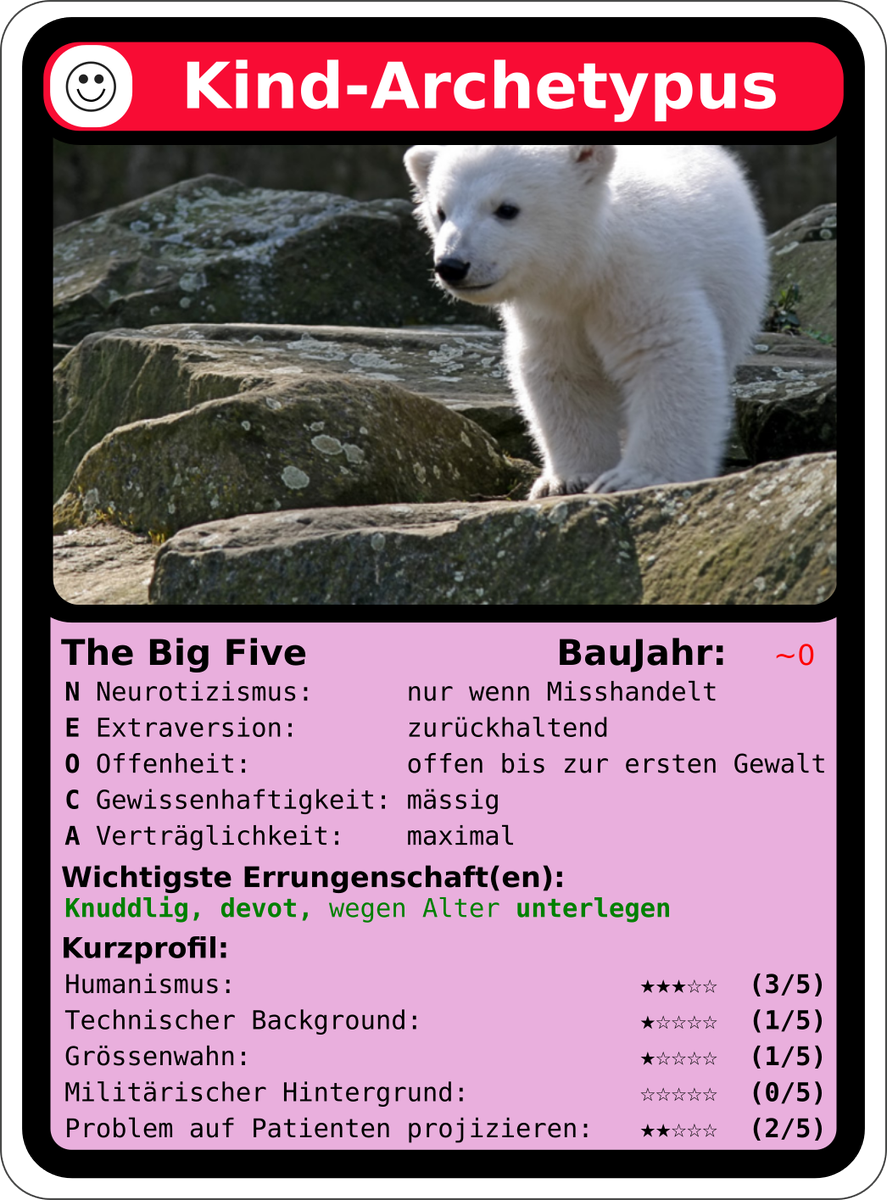 Kind-Archetypus
The Big Five BauJahr: ~0
N Neurotizismus: nur wenn Misshandelt
E Extraversion: zurückhaltend
O Offenheit: offen bis zur ersten Gewalt
C Gewissenhaftigkeit: mässig
A Verträglichkeit: maximal
Wichtigste Errungenschaft(en):
Knuddlig, devot, wegen Alter unterlegen
Kurzprofil:
Humanismus: ★★★☆☆ (3/5)
Technischer Background: ★☆☆☆☆ (1/5)
Grössenwahn: ★☆☆☆☆ (1/5)
Militärischer Hintergrund: ☆☆☆☆☆ (0/5)
Problem auf Patienten projizieren: ★★☆☆☆ (2/5)